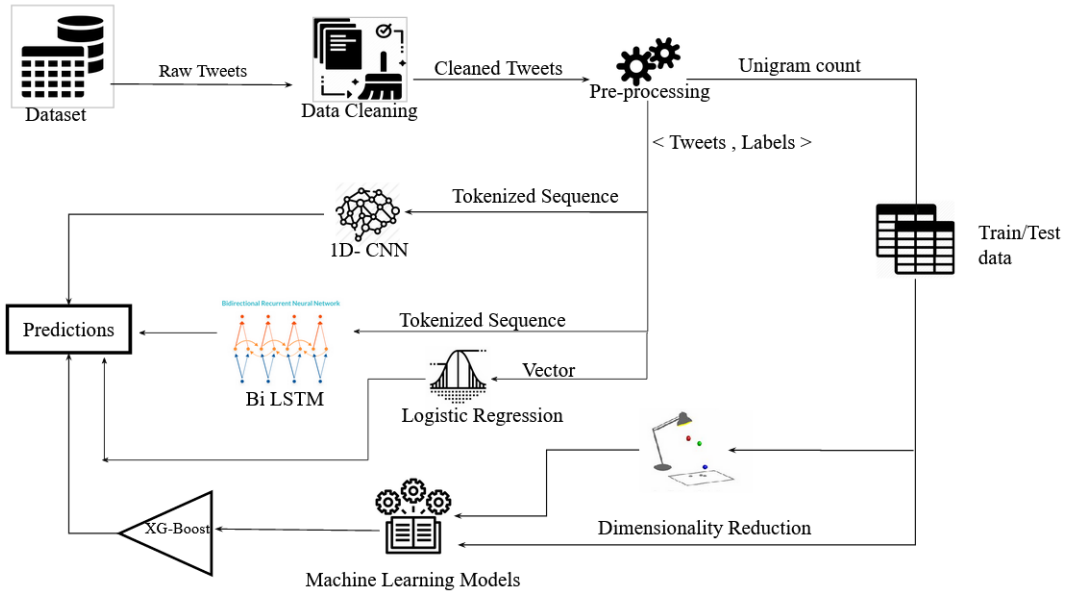 Raw Tweets
Cleaned Tweets
Unigram count
Dataset
Data Cleaning
Pre-processing
< Tweets , Labels >
Tokenized Sequence
1D- CNN
Train/Test
data
Bidirectional Recurrent Neural Network
Predictions
Tokenized Sequence
Bi LSTM
Vector
Logistic Regression
XG-Boost
Dimensionality Reduction
Machine Learning Models